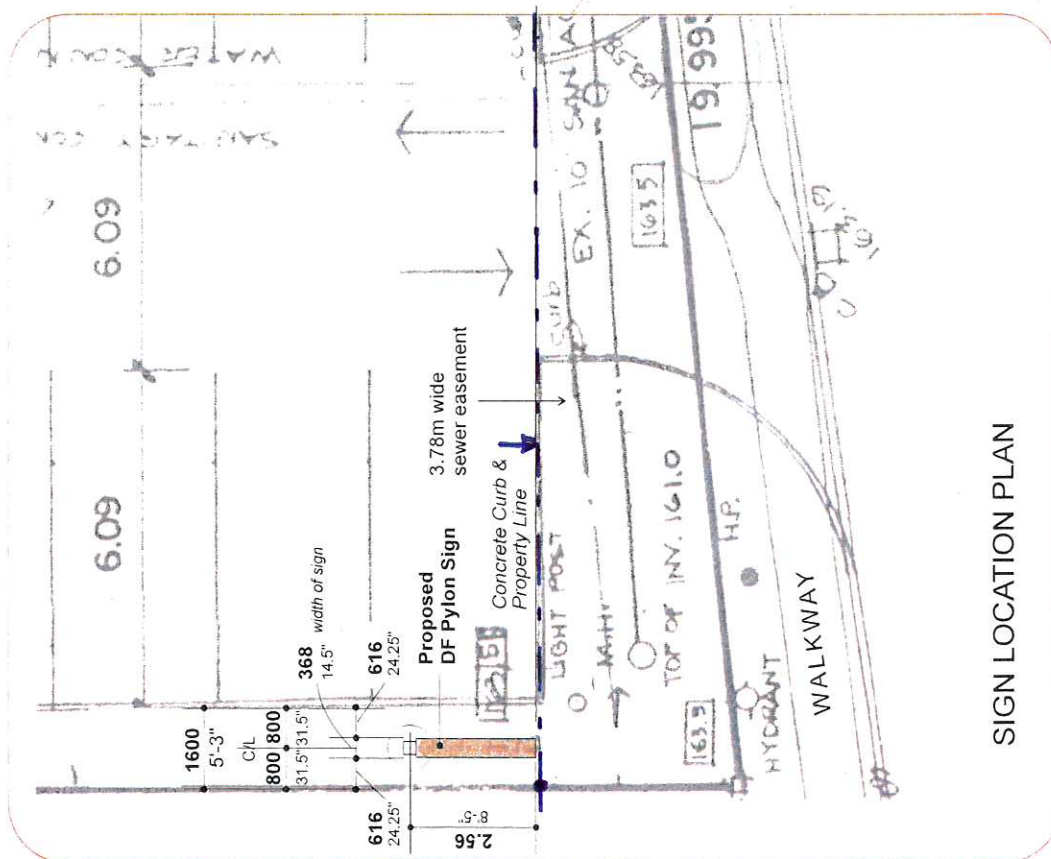 6.09
6.09
3.78m wide
sewer easement
Concrete Curb &
Property Line
Proposed
DF Pylon Sign
368
14.5"
width of sign
616
24.25"
1600
5'-3"
C/L
800
31.5"
800
31.5"
616
24.25"
2.56
8'-5"
LIGHT POST
M.H.
TOP OF INV. 161.0
Curb
EX. 10
SAN
163.5
163.9
H.P.
HYDRANT
WALKWAY
SIGN LOCATION PLAN